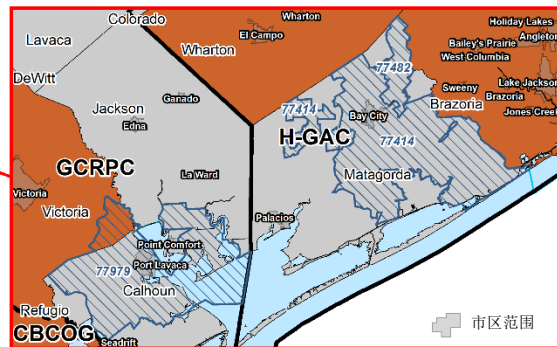 Colorado
Wharton
Holiday Lakes
Angleton
El Campo
Bailey's Prairie
Lavaca
Wharton
West Columbia
77482
DeWitt
Lake Jackson
Sweeny
Brazoria
Ganado
Jackson
77414
Brazoria
Bay City
Jones Creek
Edna
H-GAC
77414
GCRPC
La Ward
Matagorda
Victoria
Victoria
Palacios
Point Comfort
77979
Port Lavaca
Calhoun
Refugio
CBCOG
Seadrift
市区范围